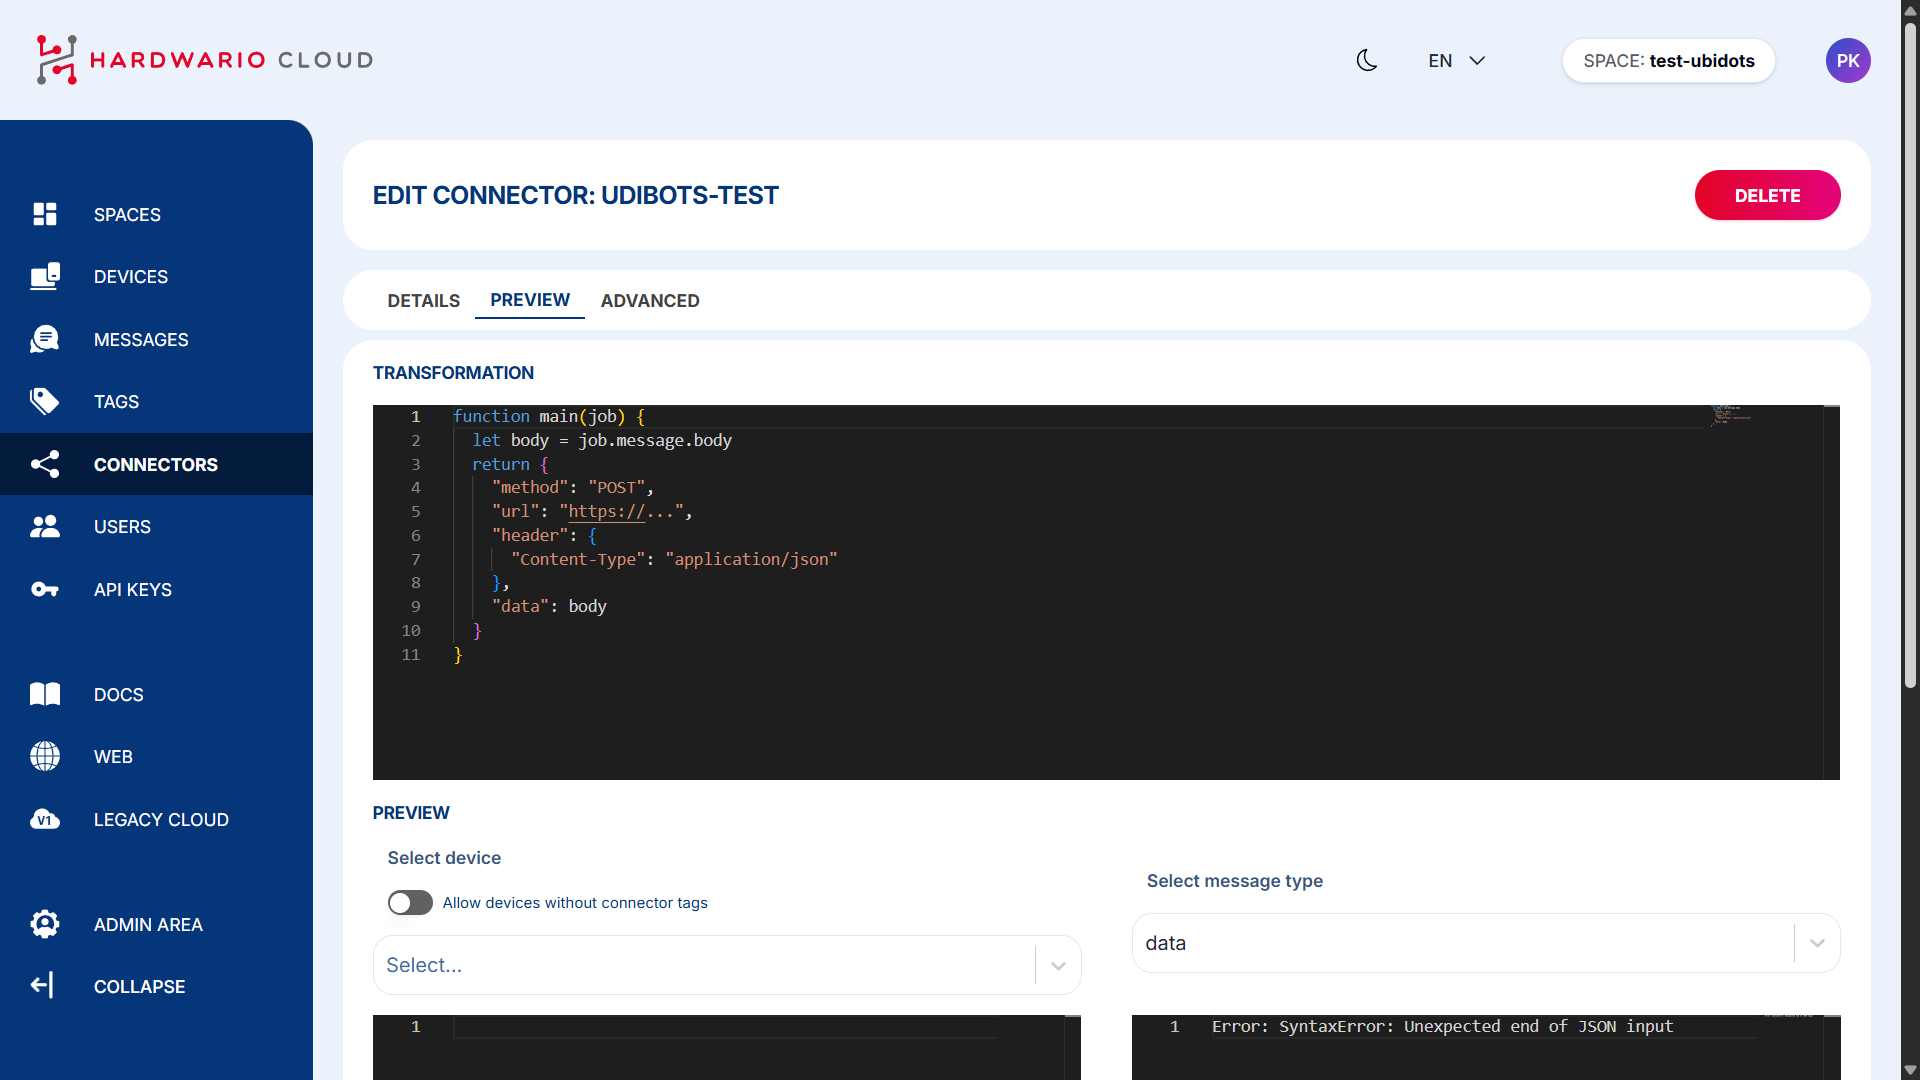 HARDWARIO CLOUD
EN
SPACE: test-ubidots
PK
SPACES
DEVICES
MESSAGES
TAGS
CONNECTORS
USERS
API KEYS
DOCS
WEB
V1
LEGACY CLOUD
ADMIN AREA
COLLAPSE
EDIT CONNECTOR: UDIBOTS-TEST
DELETE
DETAILS
PREVIEW
ADVANCED
TRANSFORMATION
1 function main(job) {
2   let body = job.message.body
3   return {
4     "method": "POST",
5     "url": "https://...",
6     "header": {
7       "Content-Type": "application/json"
8     },
9     "data": body
10   }
11 }
PREVIEW
Select device
Allow devices without connector tags
Select...
Select message type
data
1
1 Error: SyntaxError: Unexpected end of JSON input